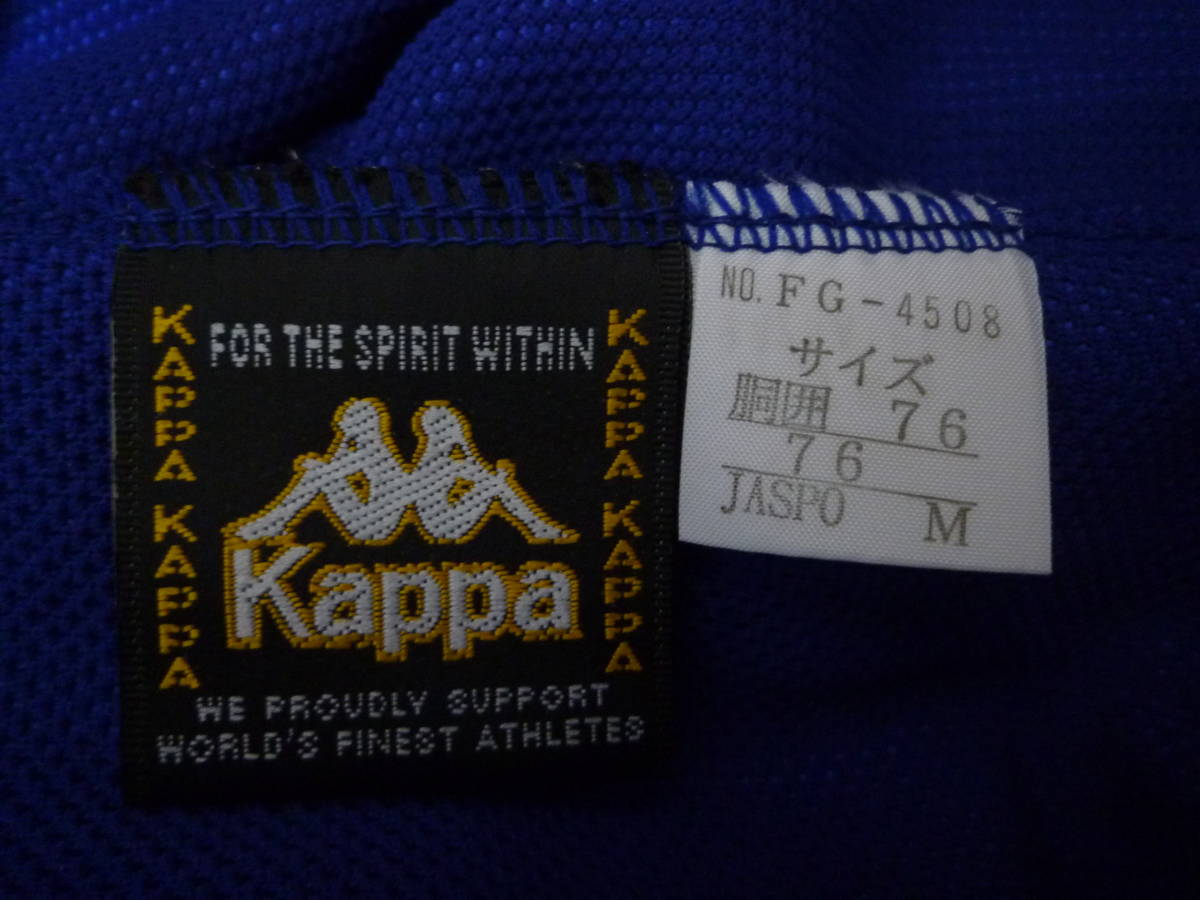 KAPPA KAPPA
FOR THE SPIRIT WITHIN
KAPPA KAPPA
Kappa
WE PROUDLY SUPPORT
WORLD'S FINEST ATHLETES
NO. FG-4508
サイズ
胴囲 76
76
JASPO M